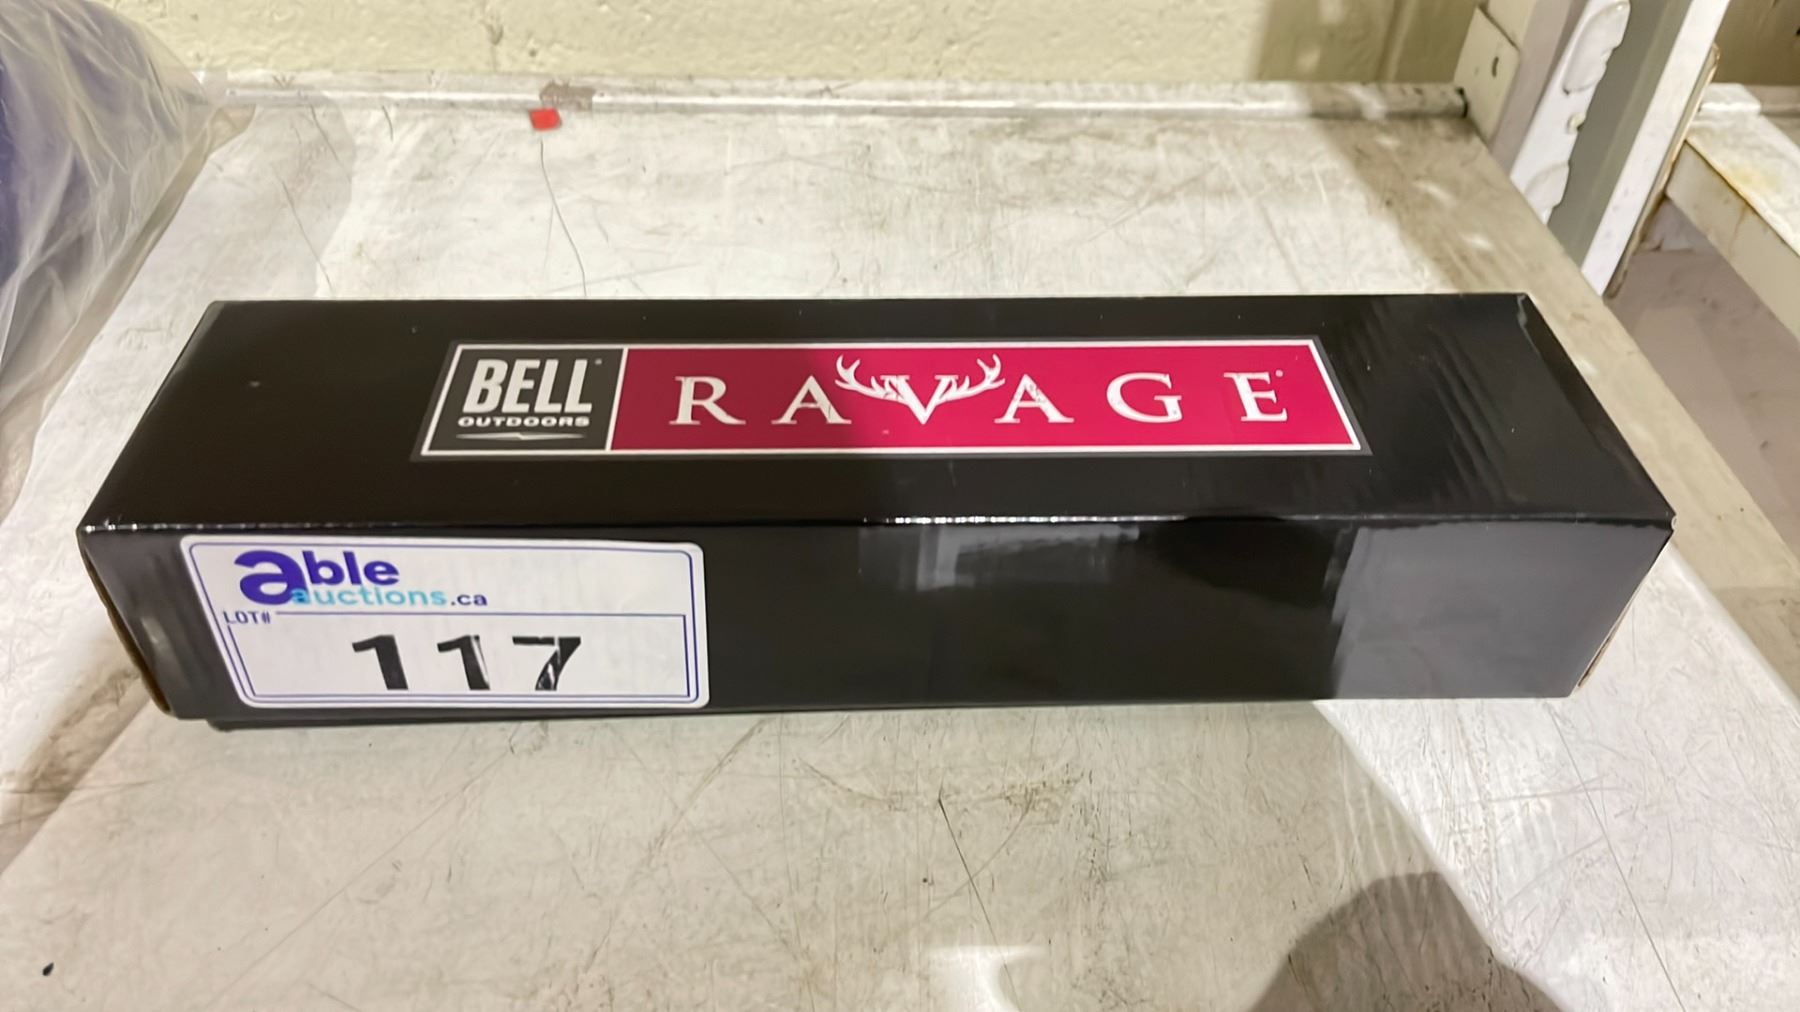 BELL
OUTDOORS
RAVAGE
able
auctions.ca
LOT#
117